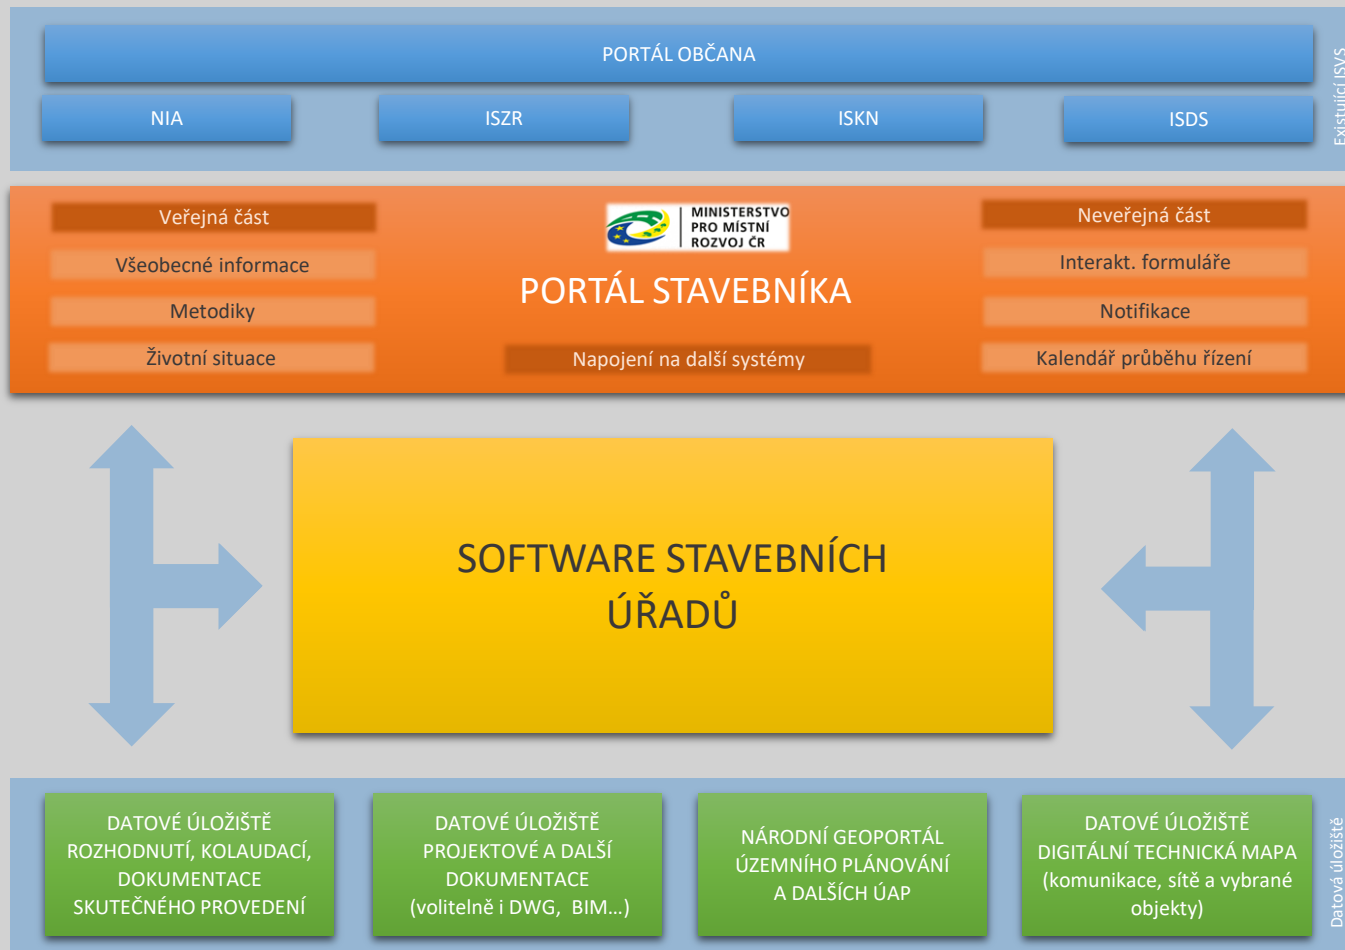 PORTÁL OBČANA
NIA
ISZR
ISKN
ISDS
Existující ISVS
Veřejná část
Všeobecné informace
Metodiky
Životní situace
MINISTERSTVO
PRO MÍSTNÍ
ROZVOJ ČR
PORTÁL STAVEBNÍKA
Napojení na další systémy
Neveřejná část
Interakt. formuláře
Notifikace
Kalendář průběhu řízení
SOFTWARE STAVEBNÍCH
ÚŘADŮ
DATOVÉ ÚLOŽIŠTĚ
ROZHODNUTÍ, KOLAUDACÍ,
DOKUMENTACE
SKUTEČNÉHO PROVEDENÍ
DATOVÉ ÚLOŽIŠTĚ
PROJEKTOVÉ A DALŠÍ
DOKUMENTACE
(volitelně i DWG, BIM...)
NÁRODNÍ GEOPORTÁL
ÚZEMNÍHO PLÁNOVÁNÍ
A DALŠÍCH ÚAP
DATOVÉ ÚLOŽIŠTĚ
DIGITÁLNÍ TECHNICKÁ MAPA
(komunikace, sítě a vybrané
objekty)
Datová úložiště